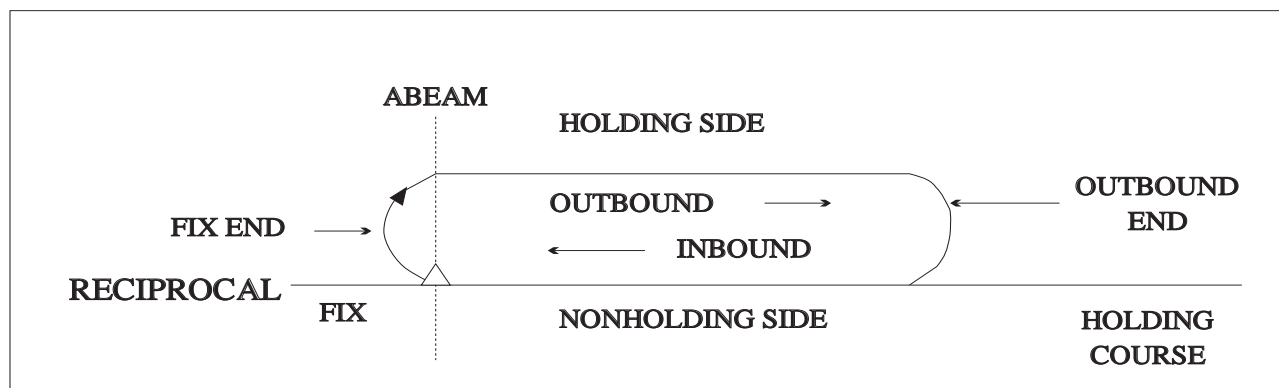 ABEAM
HOLDING SIDE
OUTBOUND
OUTBOUND
END
FIX END
INBOUND
RECIPROCAL
FIX
NONHOLDING SIDE
HOLDING
COURSE